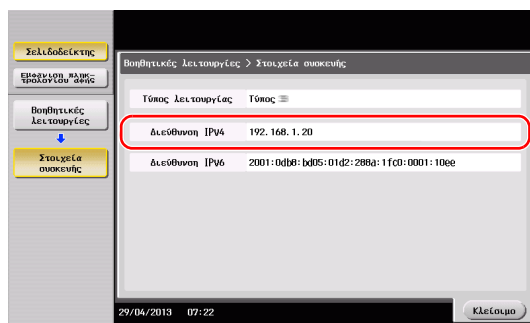 Σελιδοδείκτης
Εμφάνιση πληκ-
τρολογίου αφής
Βοηθητικές
λειτουργίες
Στοιχεία
συσκευής
Βοηθητικές λειτουργίες > Στοιχεία συσκευής
Τύπος λειτουργίας Τύπος
Διεύθυνση IPv4 192.168.1.20
Διεύθυνση IPv6 2001:0db8:bd05:01d2:288a:1fc0:0001:10ee
29/04/2013 07:22
Κλείσιμο